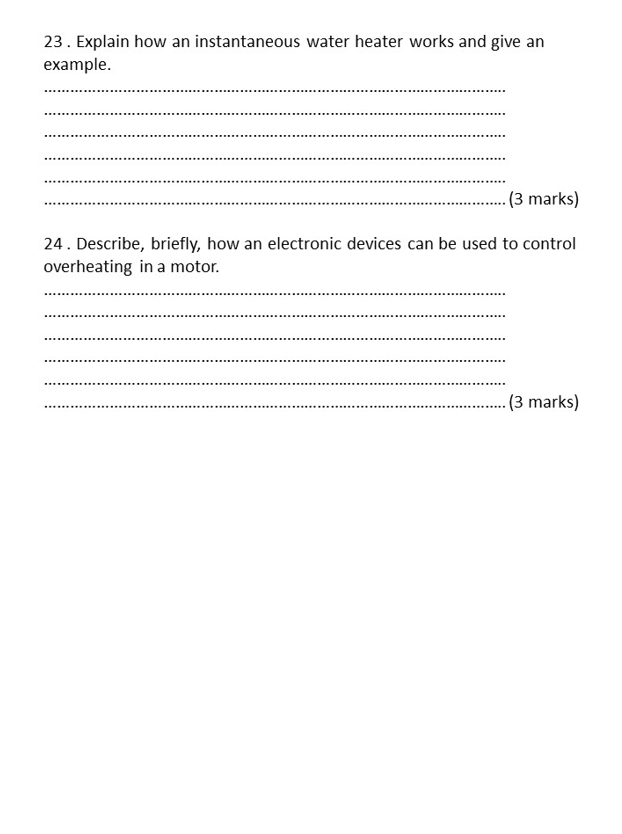 23 . Explain how an instantaneous water heater works and give an
example.
……………………………………………………………………………………………
……………………………………………………………………………………………
……………………………………………………………………………………………
……………………………………………………………………………………………
……………………………………………………………………………………………
…………………………………………………………………………………………… (3 marks)
24 . Describe, briefly, how an electronic devices can be used to control
overheating in a motor.
……………………………………………………………………………………………
……………………………………………………………………………………………
……………………………………………………………………………………………
……………………………………………………………………………………………
……………………………………………………………………………………………
…………………………………………………………………………………………… (3 marks)